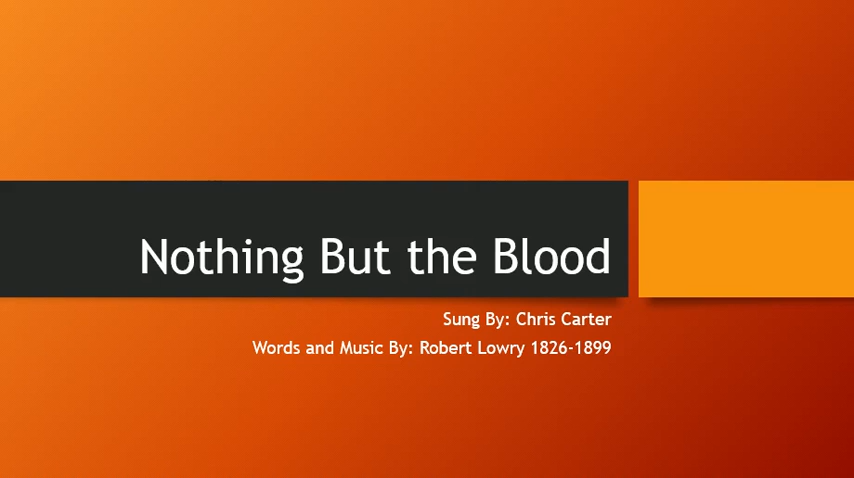 Nothing But the Blood
Sung By: Chris Carter
Words and Music By: Robert Lowry 1826-1899